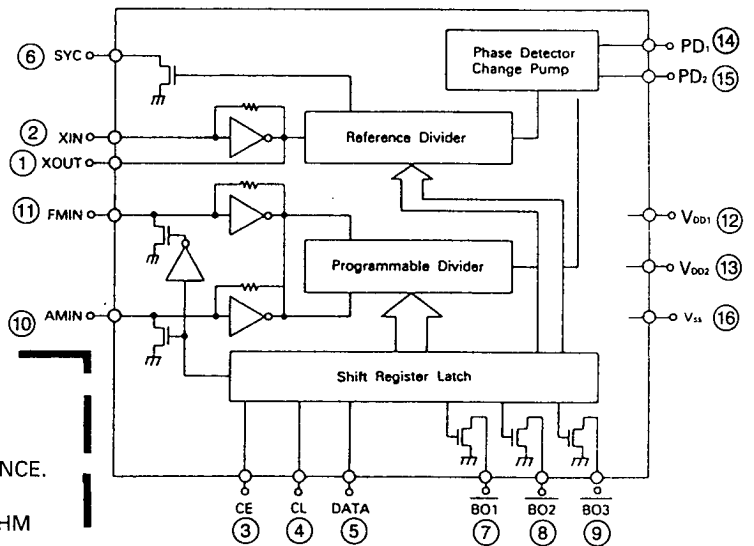 ⑥ SYC
② XIN
① XOUT
⑪ FMIN
⑩ AMIN
Phase Detector
Change Pump
Reference Divider
Programmable Divider
Shift Register Latch
PD₁ ⑭
PD₂ ⑮
VDD1 ⑫
VDD2 ⑬
Vss ⑯
CE CL DATA BO1 BO2 BO3
③ ④ ⑤ ⑦ ⑧ ⑨
NCE.
HM